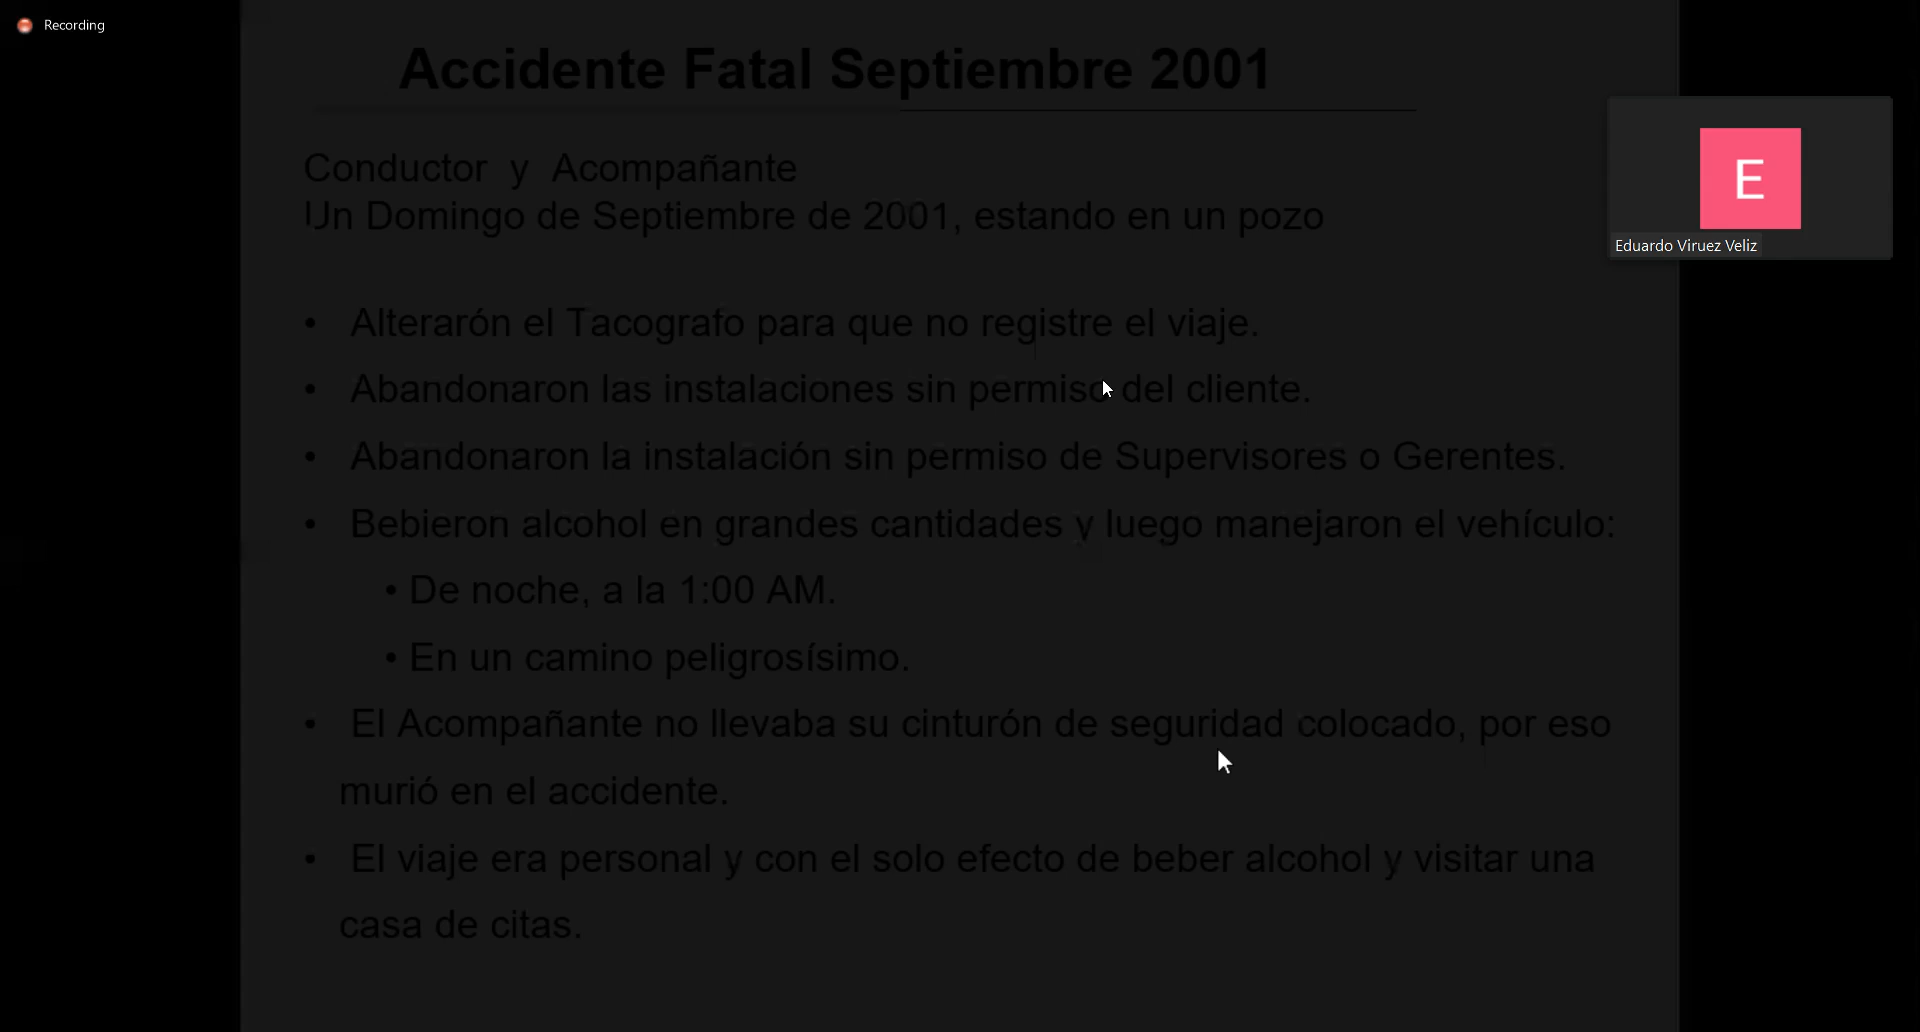 Recording
Accidente Fatal Septiembre 2001
Conductor y Acompañante
Un Domingo de Septiembre de 2001, estando en un pozo
• Alterarón el Tacografo para que no registre el viaje.
• Abandonaron las instalaciones sin permiso del cliente.
• Abandonaron la instalación sin permiso de Supervisores o Gerentes.
• Bebieron alcohol en grandes cantidades y luego manejaron el vehículo:
• De noche, a la 1:00 AM.
• En un camino peligrosísimo.
• El Acompañante no llevaba su cinturón de seguridad colocado, por eso
murió en el accidente.
• El viaje era personal y con el solo efecto de beber alcohol y visitar una
casa de citas.
E
Eduardo Viruez Veliz